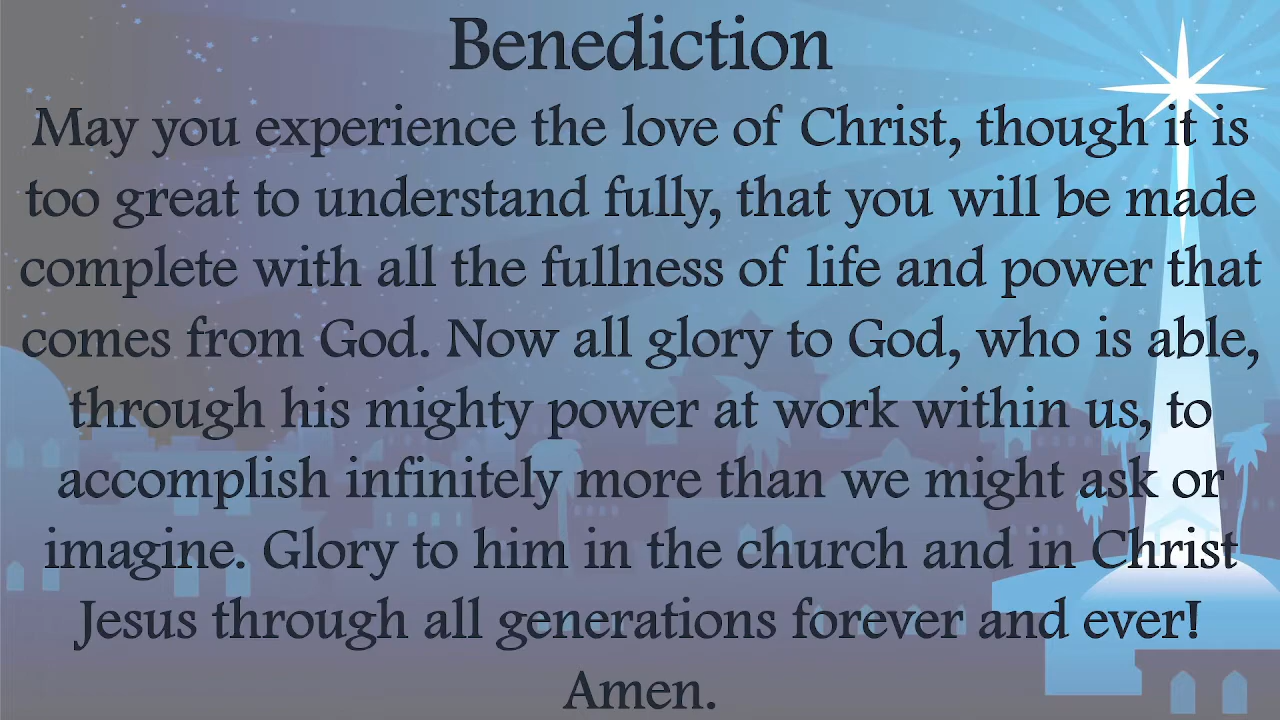 Benediction
May you experience the love of Christ, though it is
too great to understand fully, that you will be made
complete with all the fullness of life and power that
comes from God. Now all glory to God, who is able,
through his mighty power at work within us, to
accomplish infinitely more than we might ask or
imagine. Glory to him in the church and in Christ
Jesus through all generations forever and ever!
Amen.